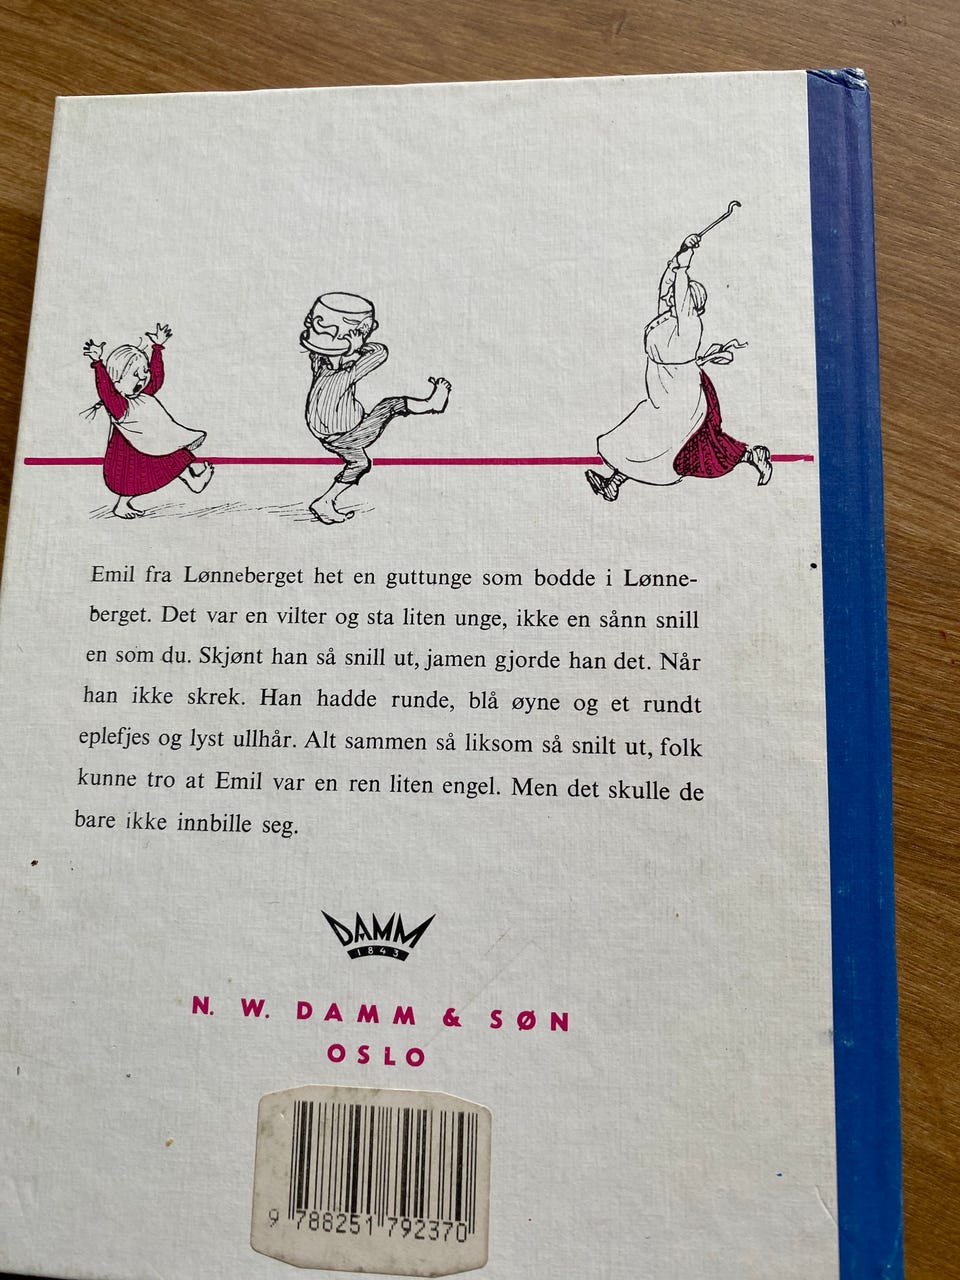 Emil fra Lønneberget het en guttunge som bodde i Lønne-
berget. Det var en vilter og sta liten unge, ikke en sånn snill
en som du. Skjønt han så snill ut, jamen gjorde han det. Når
han ikke skrek. Han hadde runde, blå øyne og et rundt
eplefjes og lyst ullhår. Alt sammen så liksom så snilt ut, folk
kunne tro at Emil var en ren liten engel. Men det skulle de
bare ikke innbille seg.
DAMM
1843
N. W. DAMM & SØN
OSLO
9 788251 792370